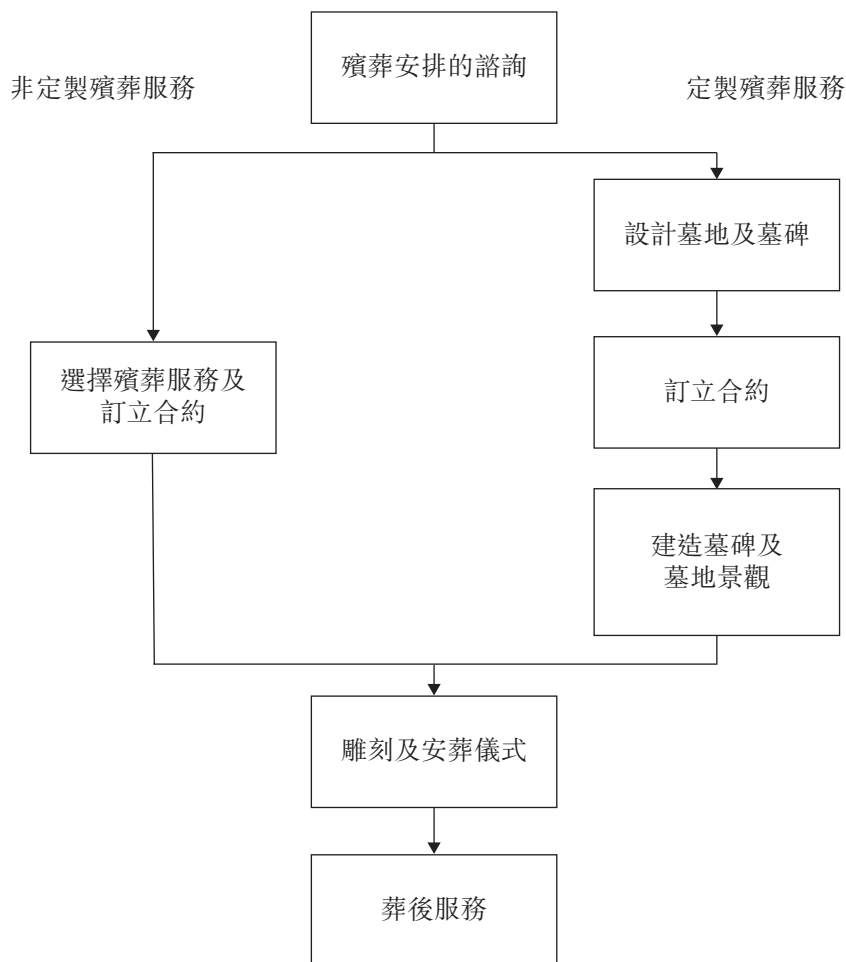 殯葬安排的諮詢
非定製殯葬服務
定製殯葬服務
設計墓地及墓碑
選擇殯葬服務及
訂立合約
訂立合約
建造墓碑及
墓地景觀
雕刻及安葬儀式
葬後服務